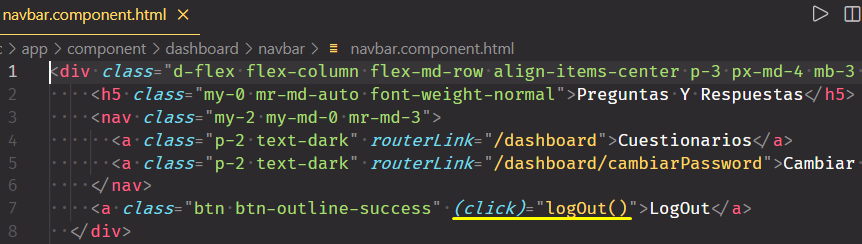 navbar.component.html ×
: > app > component > dashboard > navbar > navbar.component.html
1 <div class="d-flex flex-column flex-md-row align-items-center p-3 px-md-4 mb-3
2 <h5 class="my-0 mr-md-auto font-weight-normal">Preguntas Y Respuestas</h5>
3 <nav class="my-2 my-md-0 mr-md-3">
4 <a class="p-2 text-dark" routerLink="/dashboard">Cuestionarios</a>
5 <a class="p-2 text-dark" routerLink="/dashboard/cambiarPassword">Cambiar
6 </nav>
7 <a class="btn btn-outline-success" (click)="logOut()">LogOut</a>
8 </div>